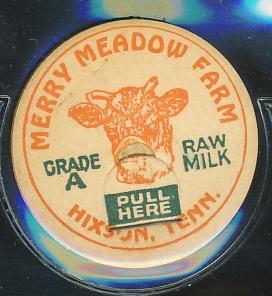 MERRY MEADOW FARM
GRADE A
RAW MILK
PULL HERE
HIXSON, TENN.